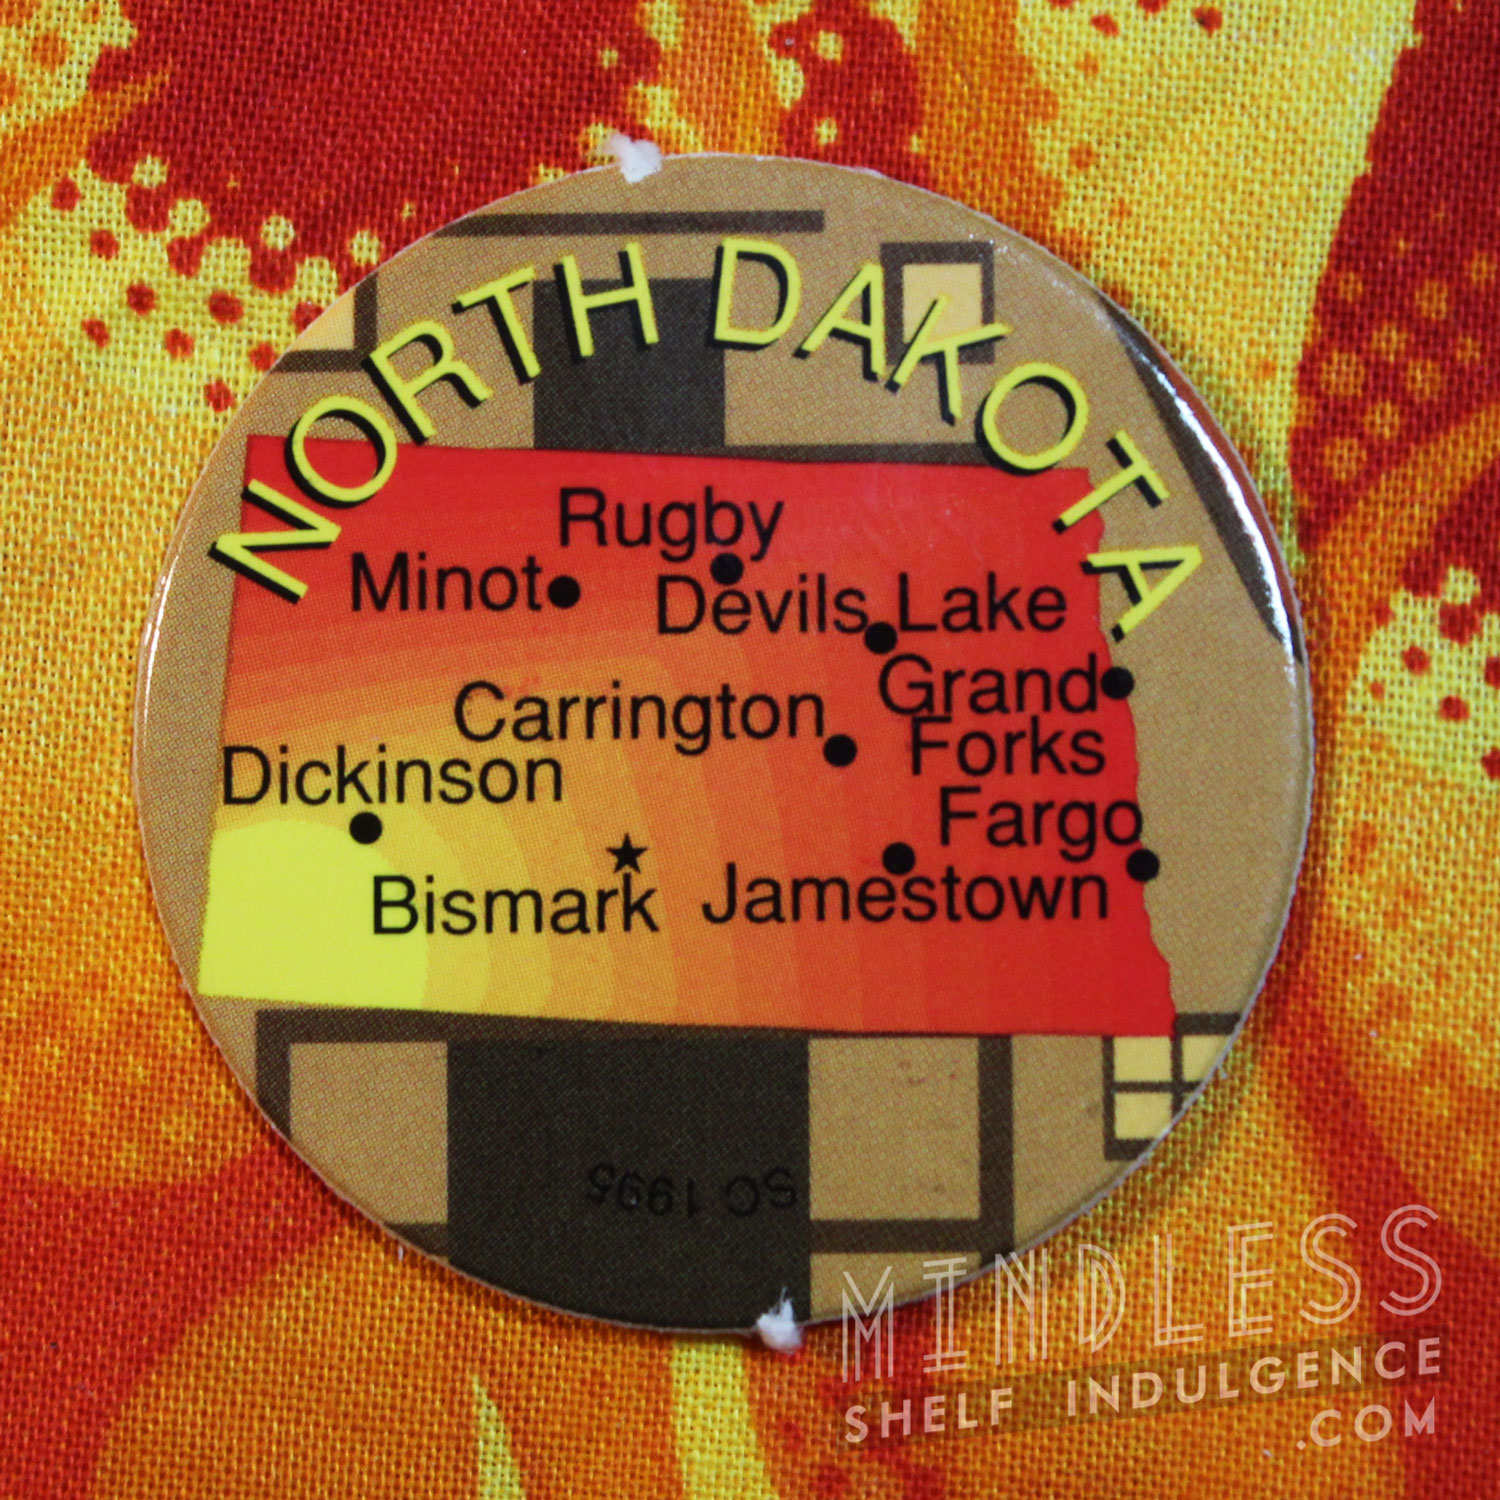 NORTH DAKOTA
Rugby
Minot
Devils Lake
Grand
Forks
Carrington
Dickinson
Fargo
Bismark
Jamestown
SC 1995
MINDLESS
SHELF INDULGENCE
.COM